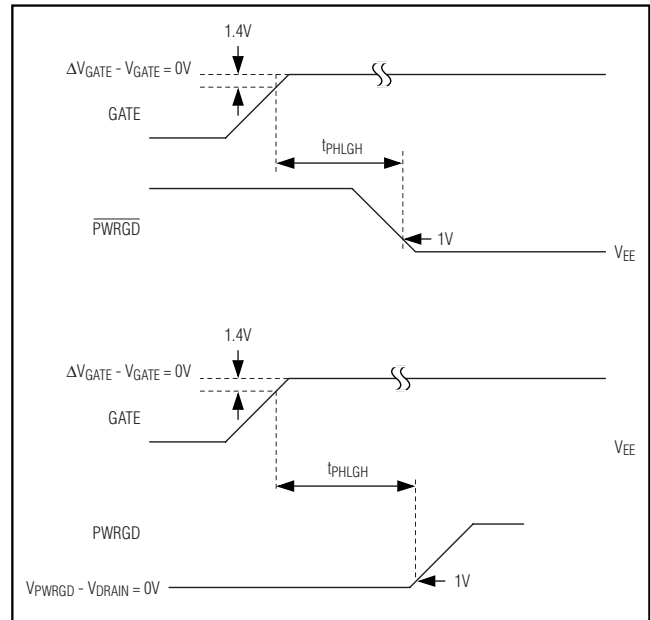 1.4V
ΔVGATE - VGATE = 0V
GATE
tPHLGH
PWRGD
1V
VEE
1.4V
ΔVGATE - VGATE = 0V
GATE
VEE
tPHLGH
PWRGD
1V
VPWRGD - VDRAIN = 0V